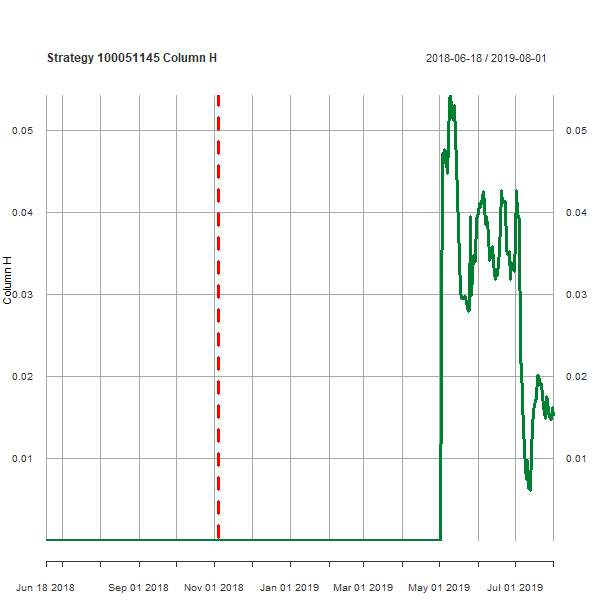 Strategy 100051145 Column H
2018-06-18 / 2019-08-01
0.05
0.05
0.04
0.04
Column H
0.03
0.03
0.02
0.02
0.01
0.01
Jun 18 2018
Sep 01 2018
Nov 01 2018
Jan 01 2019
Mar 01 2019
May 01 2019
Jul 01 2019